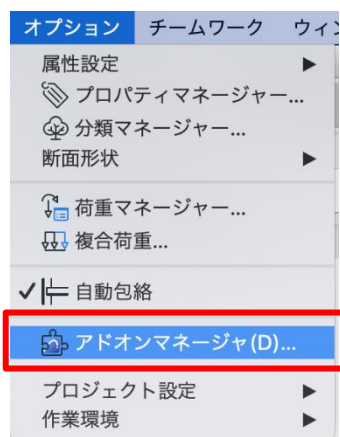 オプション チームワーク ウィン
属性設定
プロパティマネージャー...
分類マネージャー...
断面形状
荷重マネージャー...
複合荷重...
自動包絡
アドオンマネージャ(D)...
プロジェクト設定
作業環境